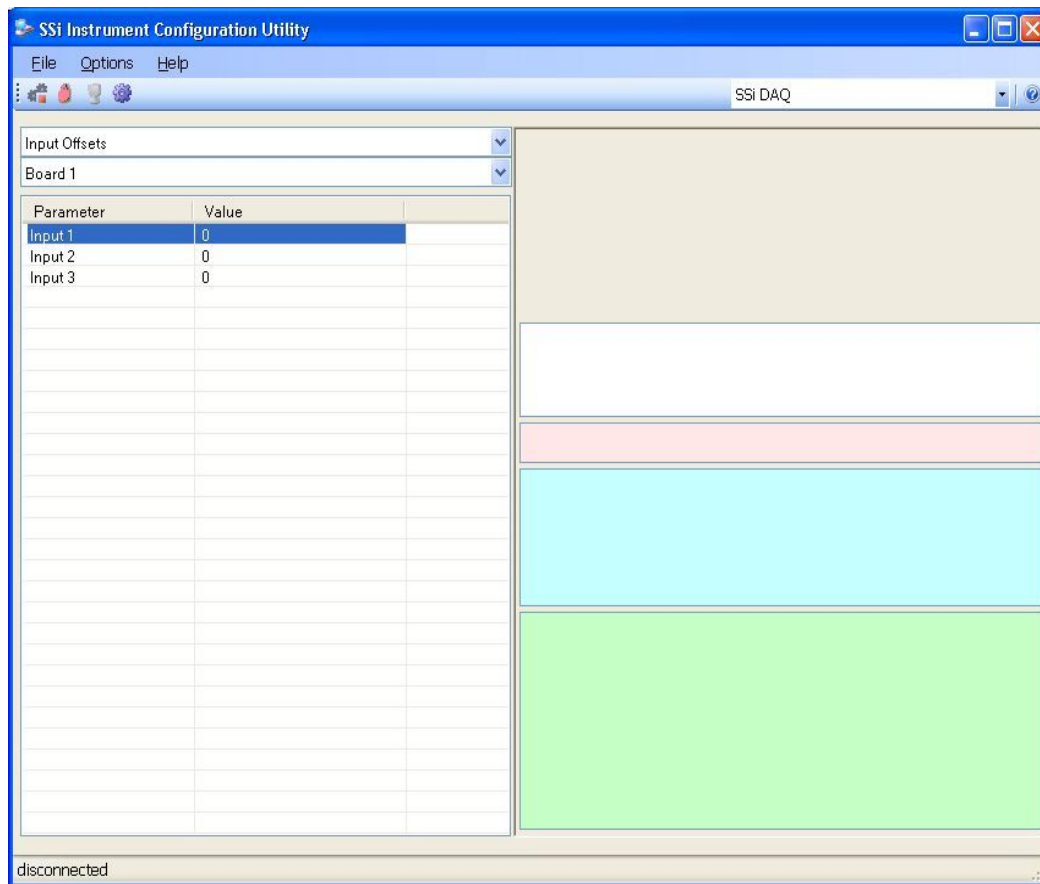 SSi Instrument Configuration Utility
File Options Help
SSi DAQ
Input Offsets
Board 1
Parameter Value
Input 1 0
Input 2 0
Input 3 0
disconnected